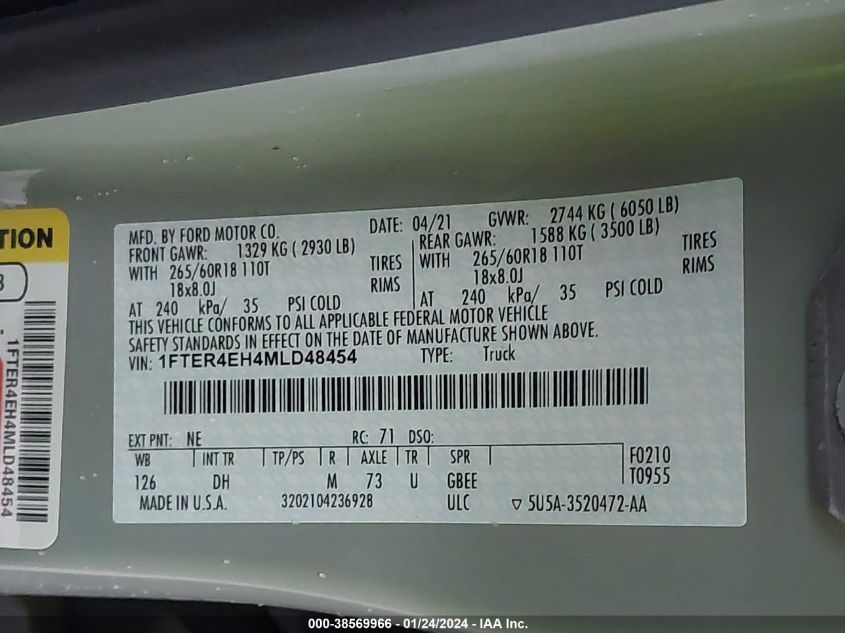 TION
3
1FTER4EH4MLD48454
MFD. BY FORD MOTOR CO. DATE: 04/21 GVWR: 2744 KG ( 6050 LB)
FRONT GAWR: 1329 KG ( 2930 LB) REAR GAWR: 1588 KG ( 3500 LB)
WITH 265/60R18 110T TIRES WITH 265/60R18 110T TIRES
18x8.0J RIMS 18x8.0J RIMS
AT 240 kPa/ 35 PSI COLD AT 240 kPa/ 35 PSI COLD
THIS VEHICLE CONFORMS TO ALL APPLICABLE FEDERAL MOTOR VEHICLE
SAFETY STANDARDS IN EFFECT ON THE DATE OF MANUFACTURE SHOWN ABOVE.
VIN: 1FTER4EH4MLD48454 TYPE: Truck
EXT PNT: NE RC: 71 DSO:
WB INT TR TP/PS R AXLE TR SPR F0210
126 DH M 73 U GBEE T0955
MADE IN U.S.A. 3202104236928 ULC ▽ 5U5A-3520472-AA
000-38569966 - 01/24/2024 - IAA Inc.